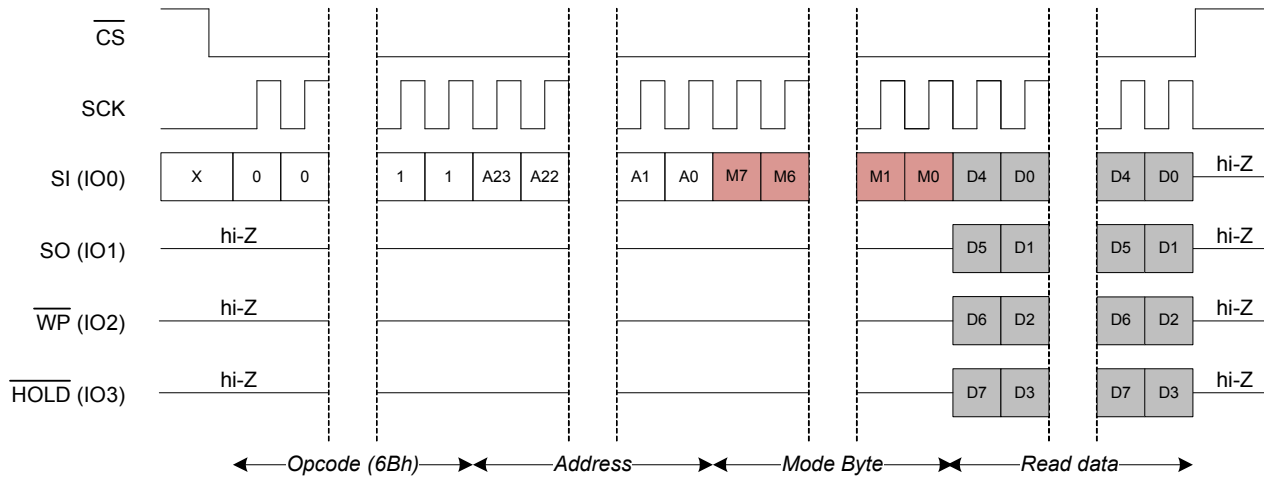 CS
SCK
SI (IO0) X 0 0 1 1 A23 A22 A1 A0 M7 M6 M1 M0 D4 D0 D4 D0 hi-Z
SO (IO1) hi-Z D5 D1 D5 D1 hi-Z
WP (IO2) hi-Z D6 D2 D6 D2 hi-Z
HOLD (IO3) hi-Z D7 D3 D7 D3 hi-Z
Opcode (6Bh) Address Mode Byte Read data